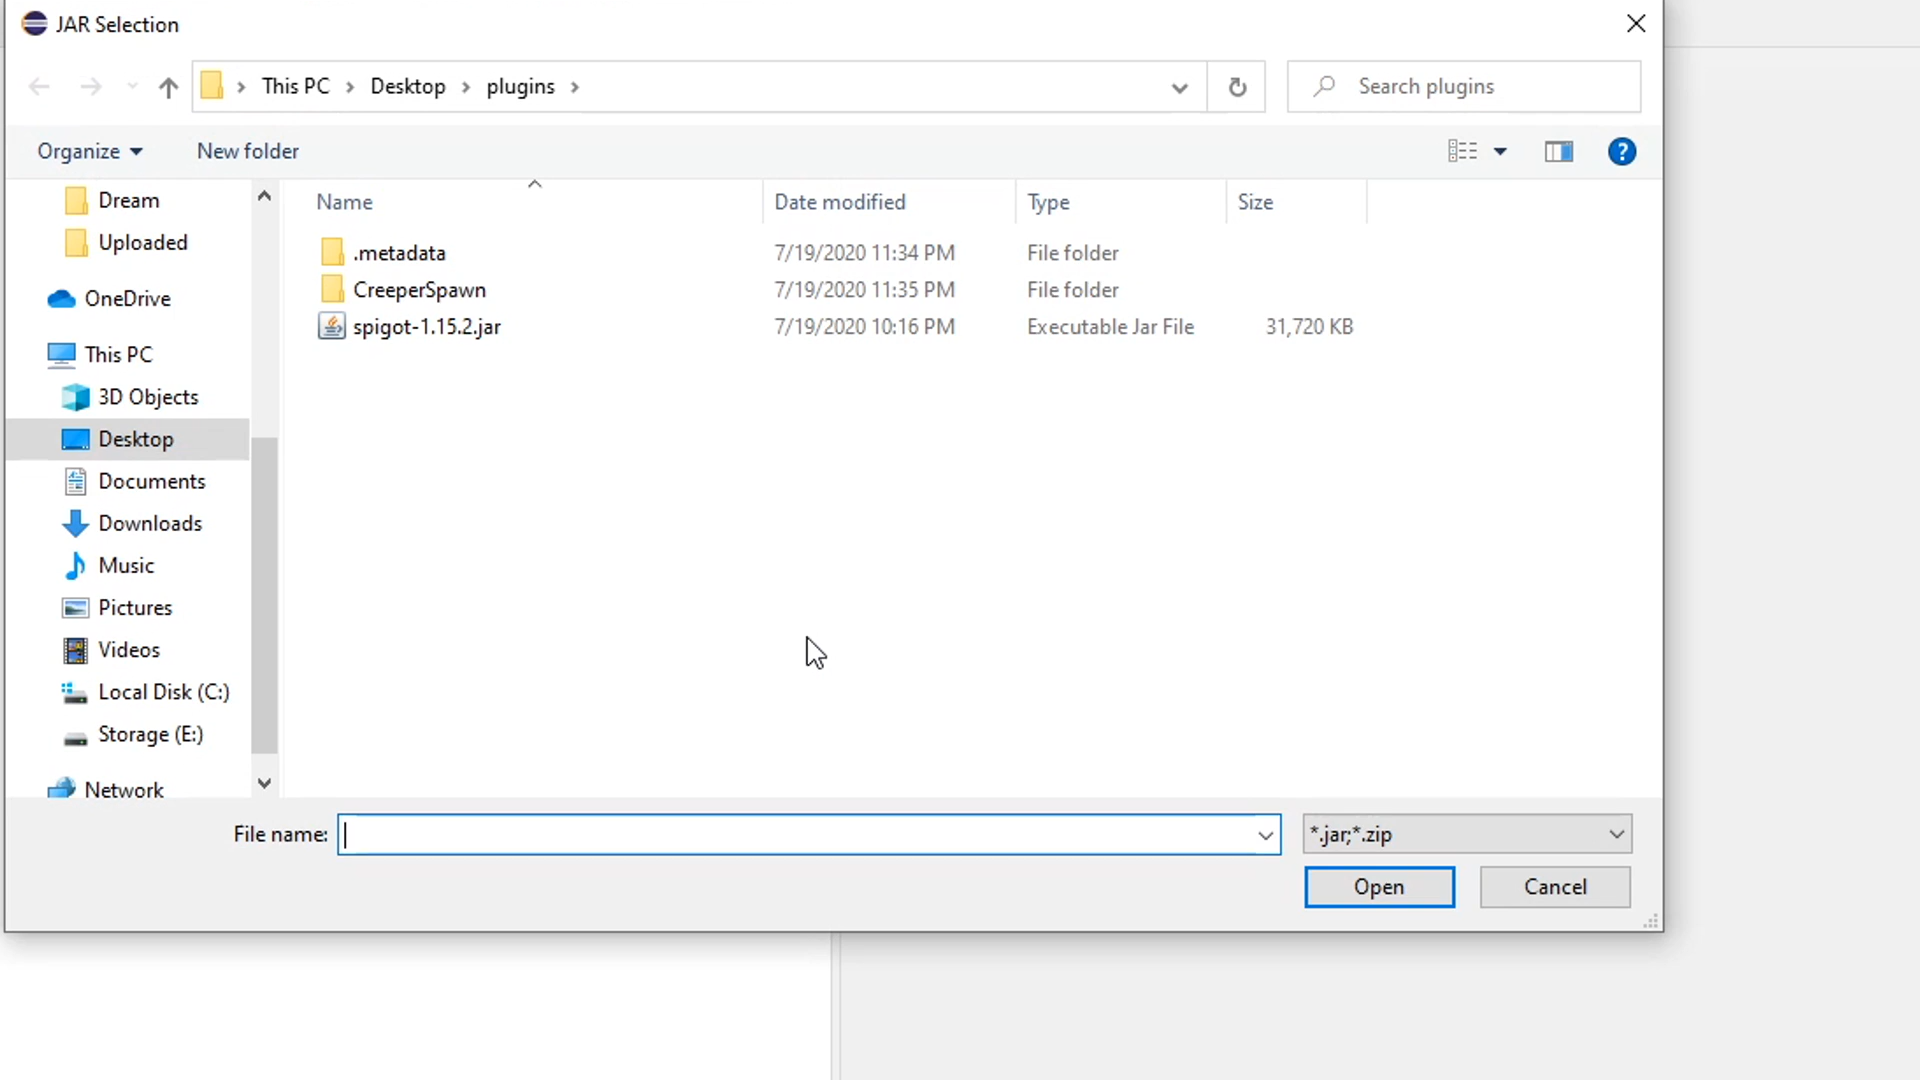 JAR Selection
This PC > Desktop > plugins >
Search plugins
Organize
New folder
?
Name Date modified Type Size
.metadata 7/19/2020 11:34 PM File folder
CreeperSpawn 7/19/2020 11:35 PM File folder
spigot-1.15.2.jar 7/19/2020 10:16 PM Executable Jar File 31,720 KB
Dream
Uploaded
OneDrive
This PC
3D Objects
Desktop
Documents
Downloads
Music
Pictures
Videos
Local Disk (C:)
Storage (E:)
Network
File name:
*.jar;*.zip
Open
Cancel